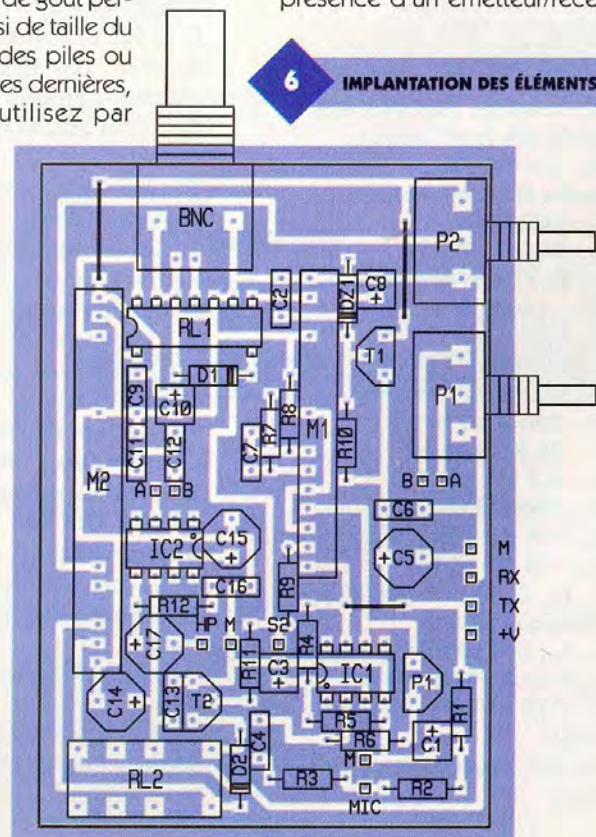 de goût per-
si de taille du
des piles ou
es dernières,
utilisez par
présence d'un émetteur/réce
6 IMPLANTATION DES ÉLÉMENTS
BNC
P2
RL1
C2
DZ1
C8
+
T1
D1
C9
C10
+
R8
R7
M1
R10
P1
C11
C12
C7
M2
A B
B A
C6
IC2
C15
+
+C5
M
RX
TX
+V
C16
R9
R12
HP M S2
R4
+
C17
R11
C3
+
IC1
P1
C14
+
C13
T2
R5
C1
+
R1
C4
R6
M
RL2
D2
R3
R2
MIC